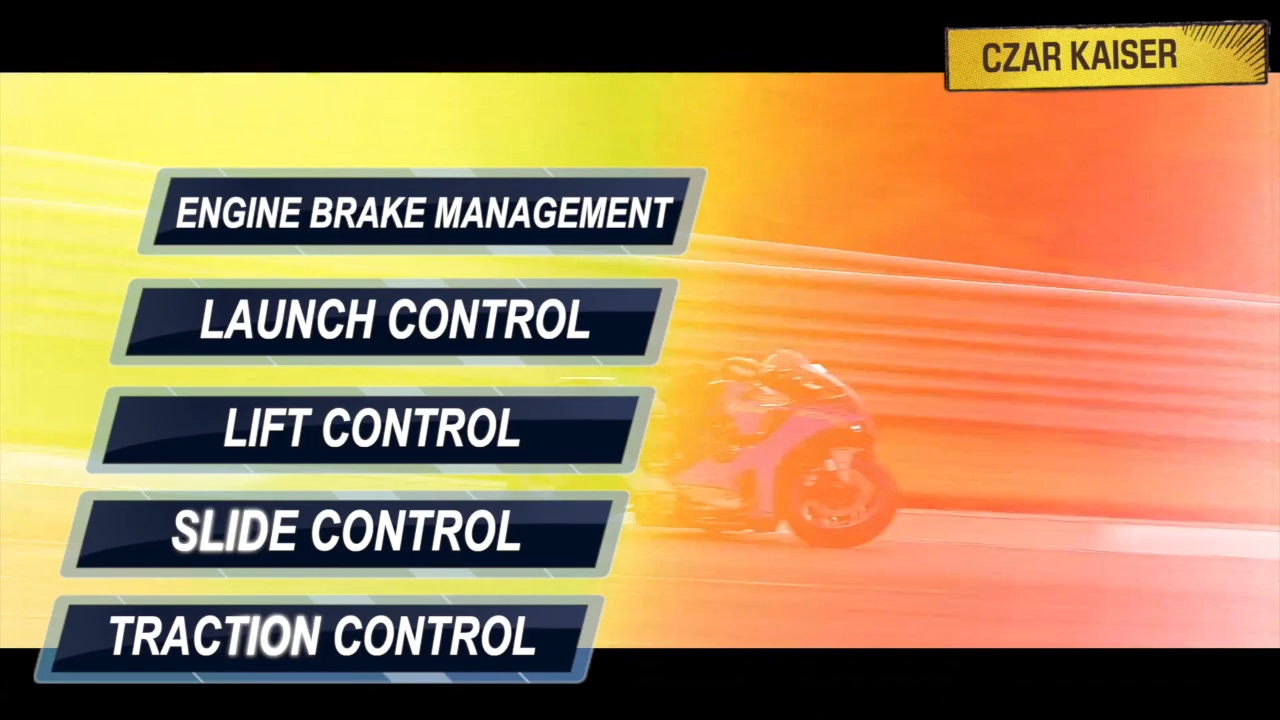 CZAR KAISER
ENGINE BRAKE MANAGEMENT
LAUNCH CONTROL
LIFT CONTROL
SLIDE CONTROL
TRACTION CONTROL